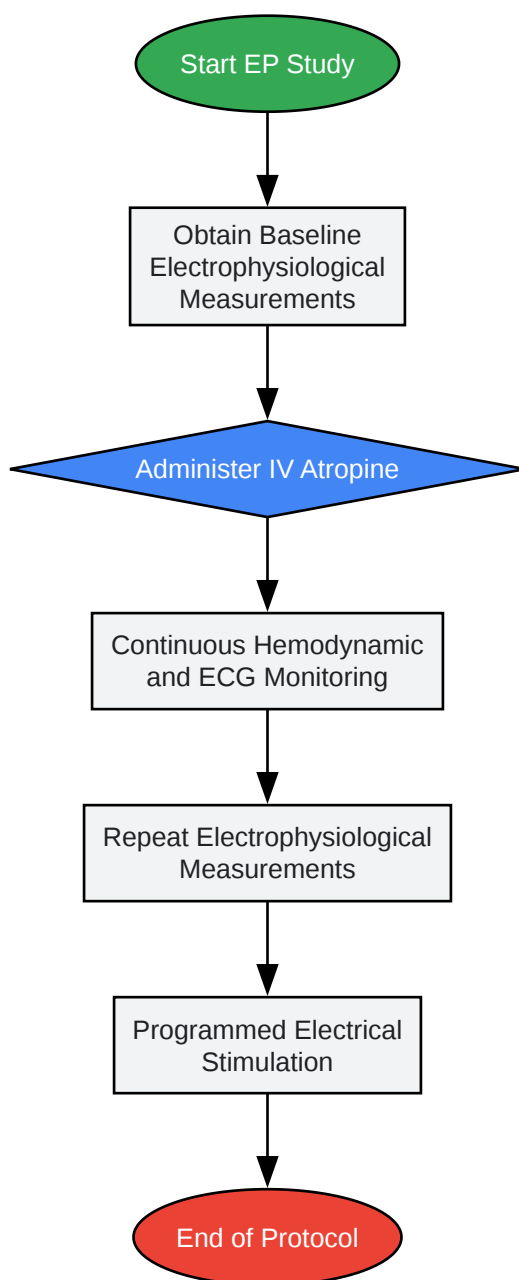 Start EP Study
Obtain Baseline
Electrophysiological
Measurements
Administer IV Atropine
Continuous Hemodynamic
and ECG Monitoring
Repeat Electrophysiological
Measurements
Programmed Electrical
Stimulation
End of Protocol